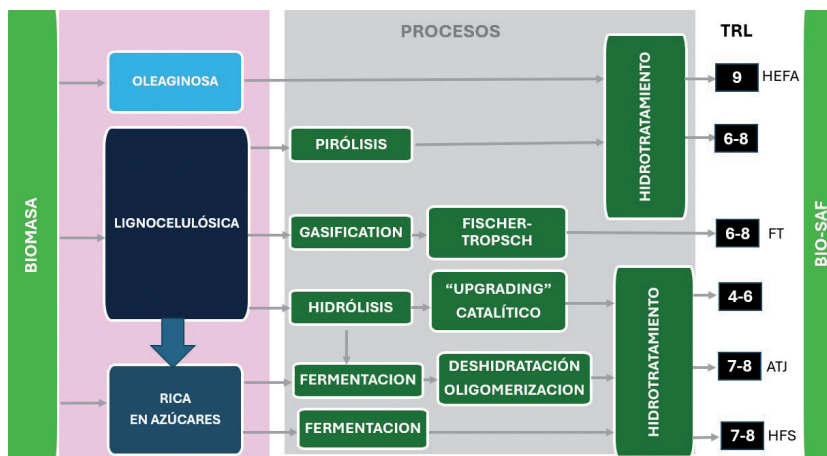 PROCESOS
TRL
BIOMASA
OLEAGINOSA
HIDROTRATAMIENTO
9 HEFA
PIRÓLISIS
6-8
LIGNOCELULÓSICA
GASIFICATION
FISCHER-
TROPSCH
6-8 FT
BIO-SAF
HIDRÓLISIS
“UPGRADING”
CATALÍTICO
HIDROTRATAMIENTO
4-6
RICA
EN AZÚCARES
FERMENTACION
DESHIDRATACIÓN
OLIGOMERIZACION
7-8 ATJ
FERMENTACION
7-8 HFS